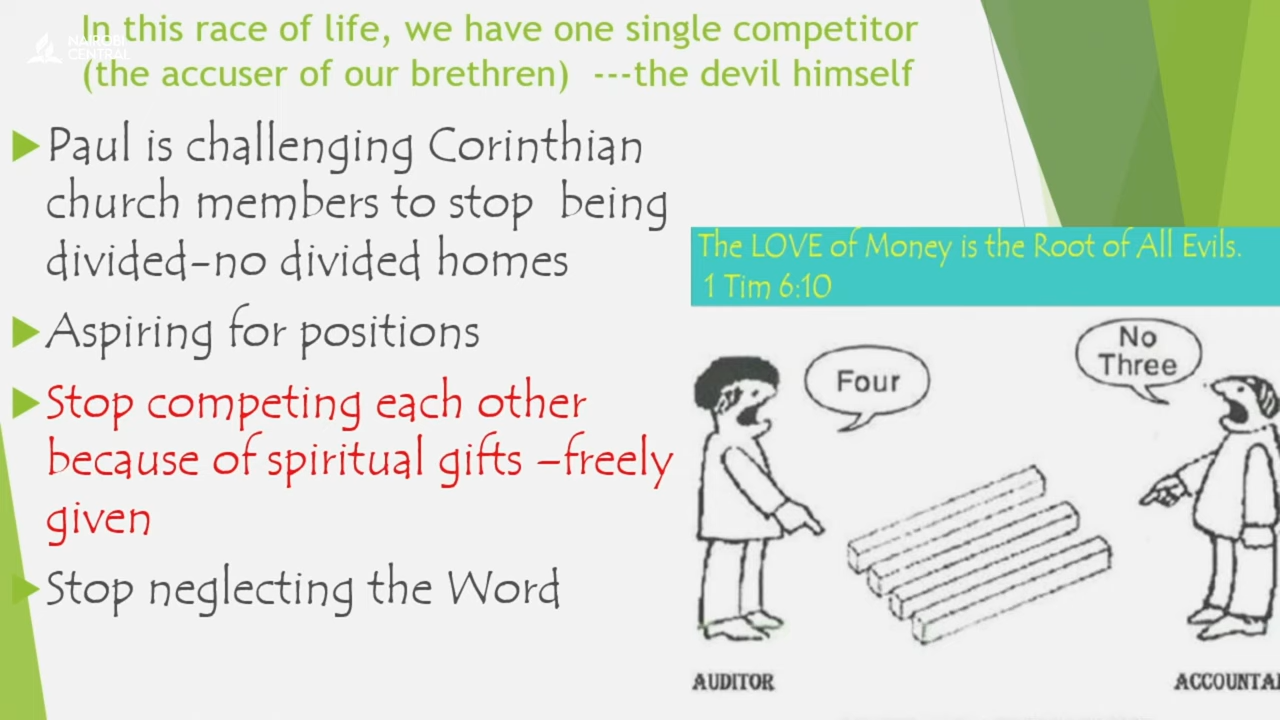 In this race of life, we have one single competitor
(the accuser of our brethren) ---the devil himself
NAIROBI
CENTRAL
Paul is challenging Corinthian
church members to stop being
divided-no divided homes
Aspiring for positions
Stop competing each other
because of spiritual gifts –freely
given
Stop neglecting the Word
The LOVE of Money is the Root of All Evils.
1 Tim 6:10
Four
No
Three
AUDITOR
ACCOUNTA